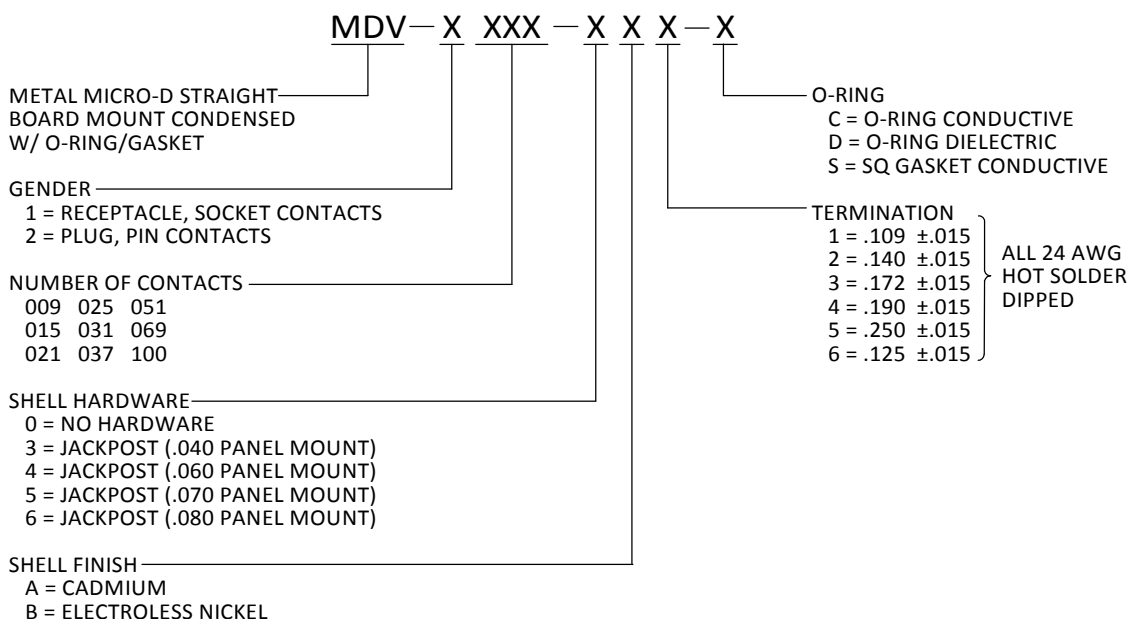 MDV—X XXX —X X X—X
METAL MICRO-D STRAIGHT
BOARD MOUNT CONDENSED
W/ O-RING/GASKET
GENDER
1 = RECEPTACLE, SOCKET CONTACTS
2 = PLUG, PIN CONTACTS
NUMBER OF CONTACTS
009 025 051
015 031 069
021 037 100
SHELL HARDWARE
0 = NO HARDWARE
3 = JACKPOST (.040 PANEL MOUNT)
4 = JACKPOST (.060 PANEL MOUNT)
5 = JACKPOST (.070 PANEL MOUNT)
6 = JACKPOST (.080 PANEL MOUNT)
SHELL FINISH
A = CADMIUM
B = ELECTROLESS NICKEL
O-RING
C = O-RING CONDUCTIVE
D = O-RING DIELECTRIC
S = SQ GASKET CONDUCTIVE
TERMINATION
1 = .109 ±.015
2 = .140 ±.015
3 = .172 ±.015
4 = .190 ±.015
5 = .250 ±.015
6 = .125 ±.015
ALL 24 AWG
HOT SOLDER
DIPPED